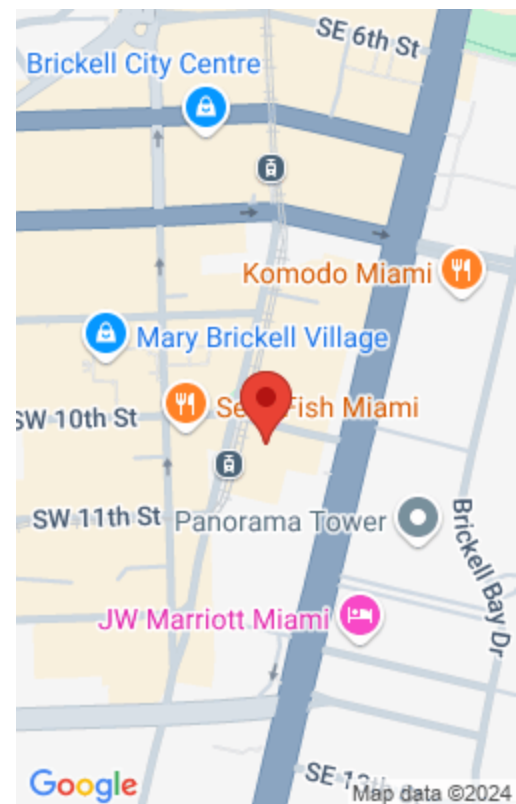 SE 6th St
Brickell City Centre
Komodo Miami
Mary Brickell Village
Fish Miami
SW 10th St
SW 11th St
Panorama Tower
Brickell Bay Dr
JW Marriott Miami
SE
Google
Map data ©2024